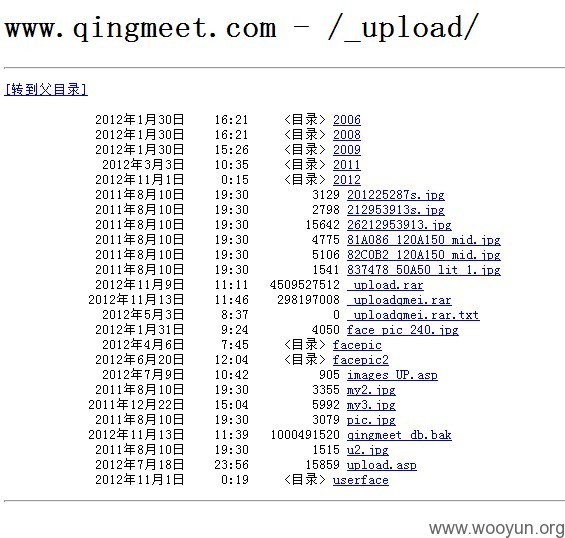 www.qingmeet.com - /_upload/
[转到父目录]
2012年1月30日 16:21 <目录> 2006
2012年1月30日 16:21 <目录> 2008
2012年1月30日 15:26 <目录> 2009
2012年3月3日 10:35 <目录> 2011
2012年11月1日 0:15 <目录> 2012
2011年8月10日 19:30 3129 201225287s.jpg
2011年8月10日 19:30 2798 212953913s.jpg
2011年8月10日 19:30 15642 26212953913.jpg
2011年8月10日 19:30 4775 81A086_120A150_mid.jpg
2011年8月10日 19:30 5106 82C0B2_120A150_mid.jpg
2011年8月10日 19:30 1541 837478_50A50_lit_1.jpg
2012年11月9日 11:11 4509527512 _upload.rar
2012年11月13日 11:46 298197008 _uploadqmei.rar
2012年5月3日 8:37 0 _uploadqmei.rar.txt
2012年1月31日 9:24 4050 face_pic_240.jpg
2012年4月6日 7:45 <目录> facepic
2012年6月20日 12:04 <目录> facepic2
2012年7月9日 10:42 905 images_UP.asp
2011年8月10日 19:30 3355 my2.jpg
2011年12月22日 15:04 5992 my3.jpg
2011年8月10日 19:30 3079 pic.jpg
2012年11月13日 11:39 1000491520 qingmeet_db.bak
2011年8月10日 19:30 1515 u2.jpg
2012年7月18日 23:56 15859 upload.asp
2012年11月1日 0:19 <目录> userface
www.wooyun.org